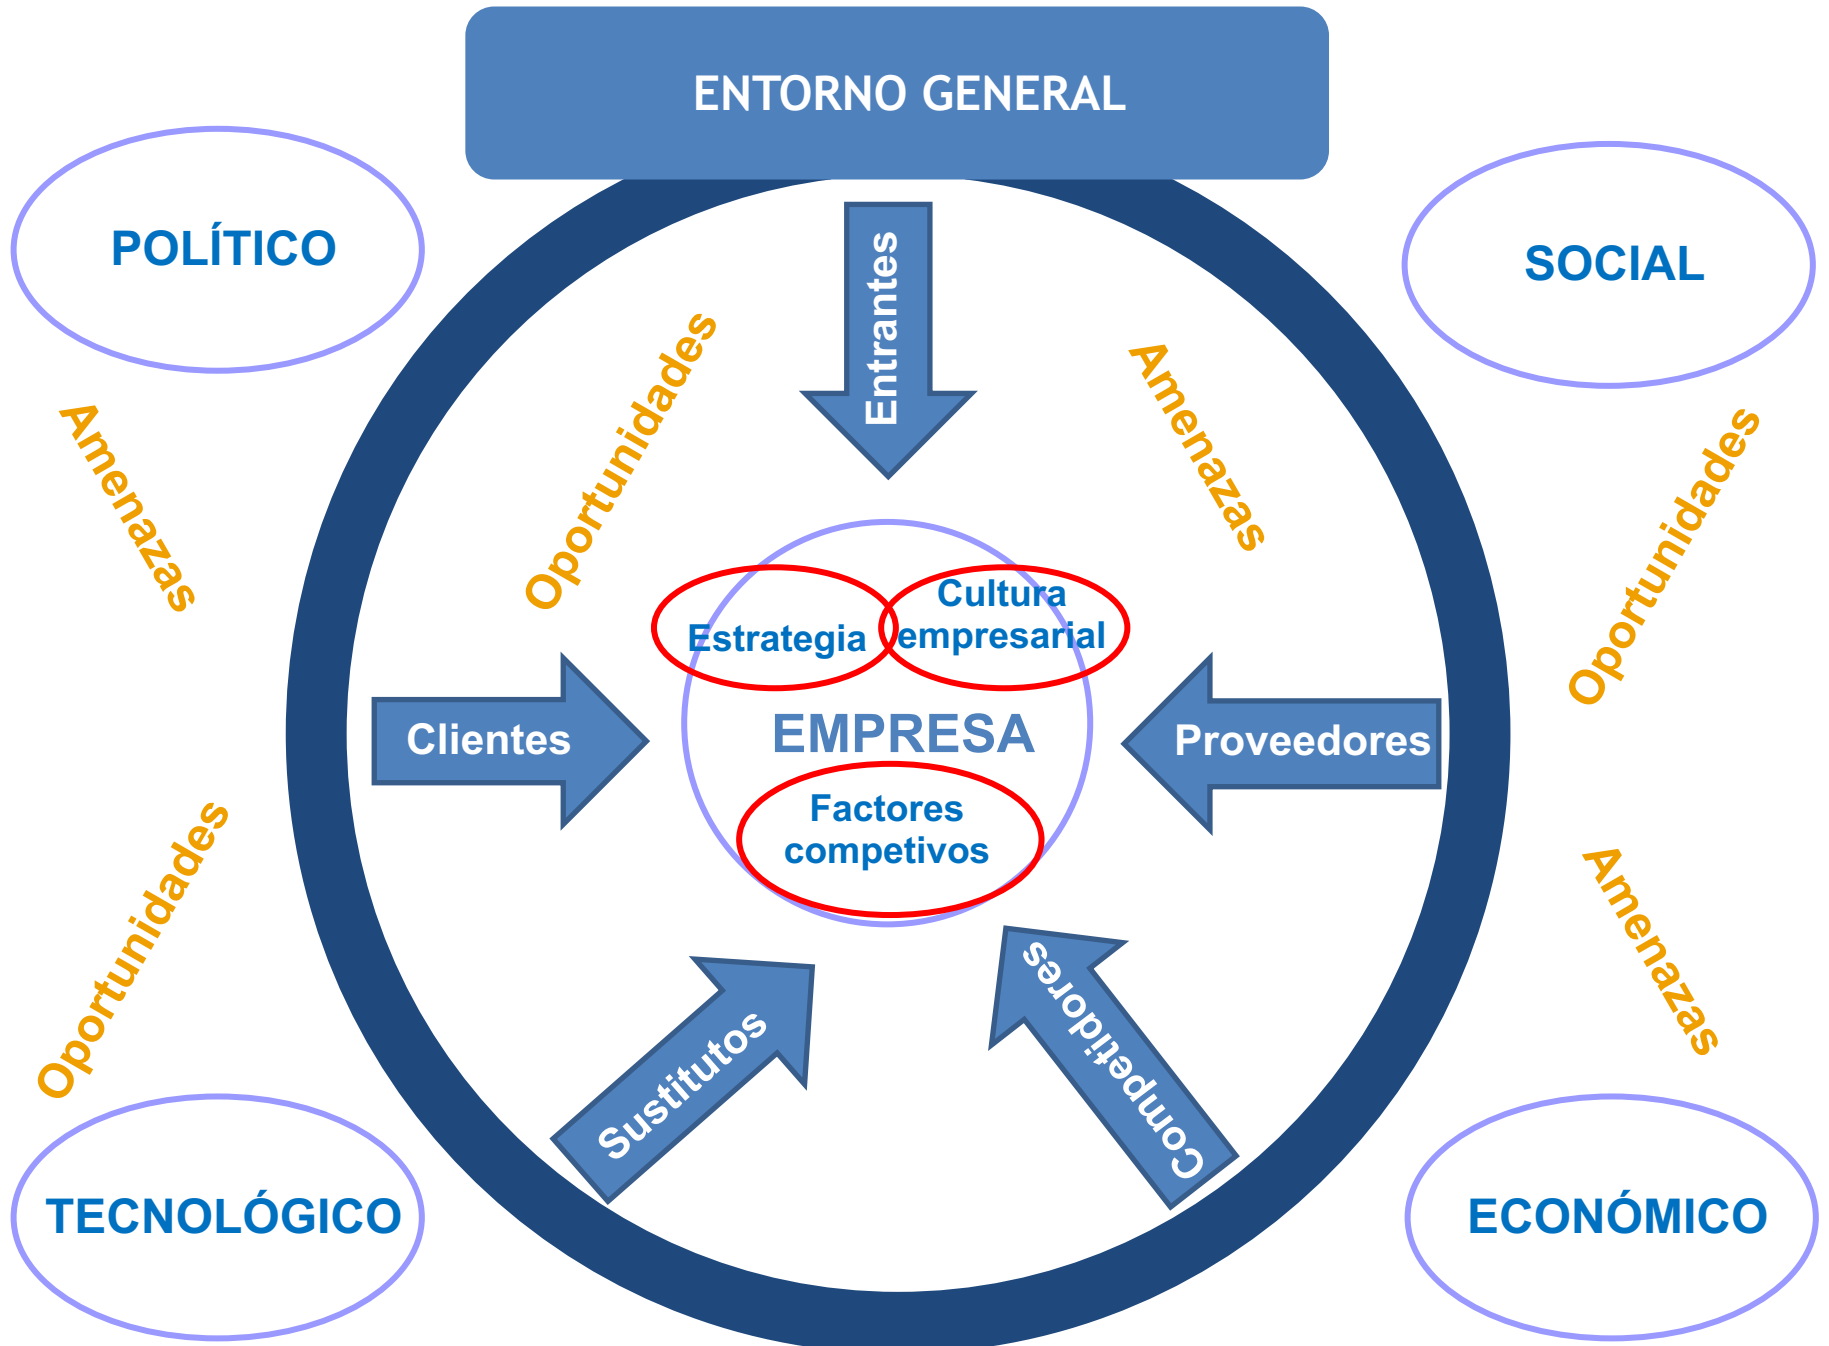 ENTORNO GENERAL
POLÍTICO
SOCIAL
Entrantes
Oportunidades
Amenazas
Amenazas
Oportunidades
Estrategia
Cultura
empresarial
Clientes
EMPRESA
Proveedores
Factores
competivos
Oportunidades
Amenazas
Sustitutos
Competidores
TECNOLÓGICO
ECONÓMICO